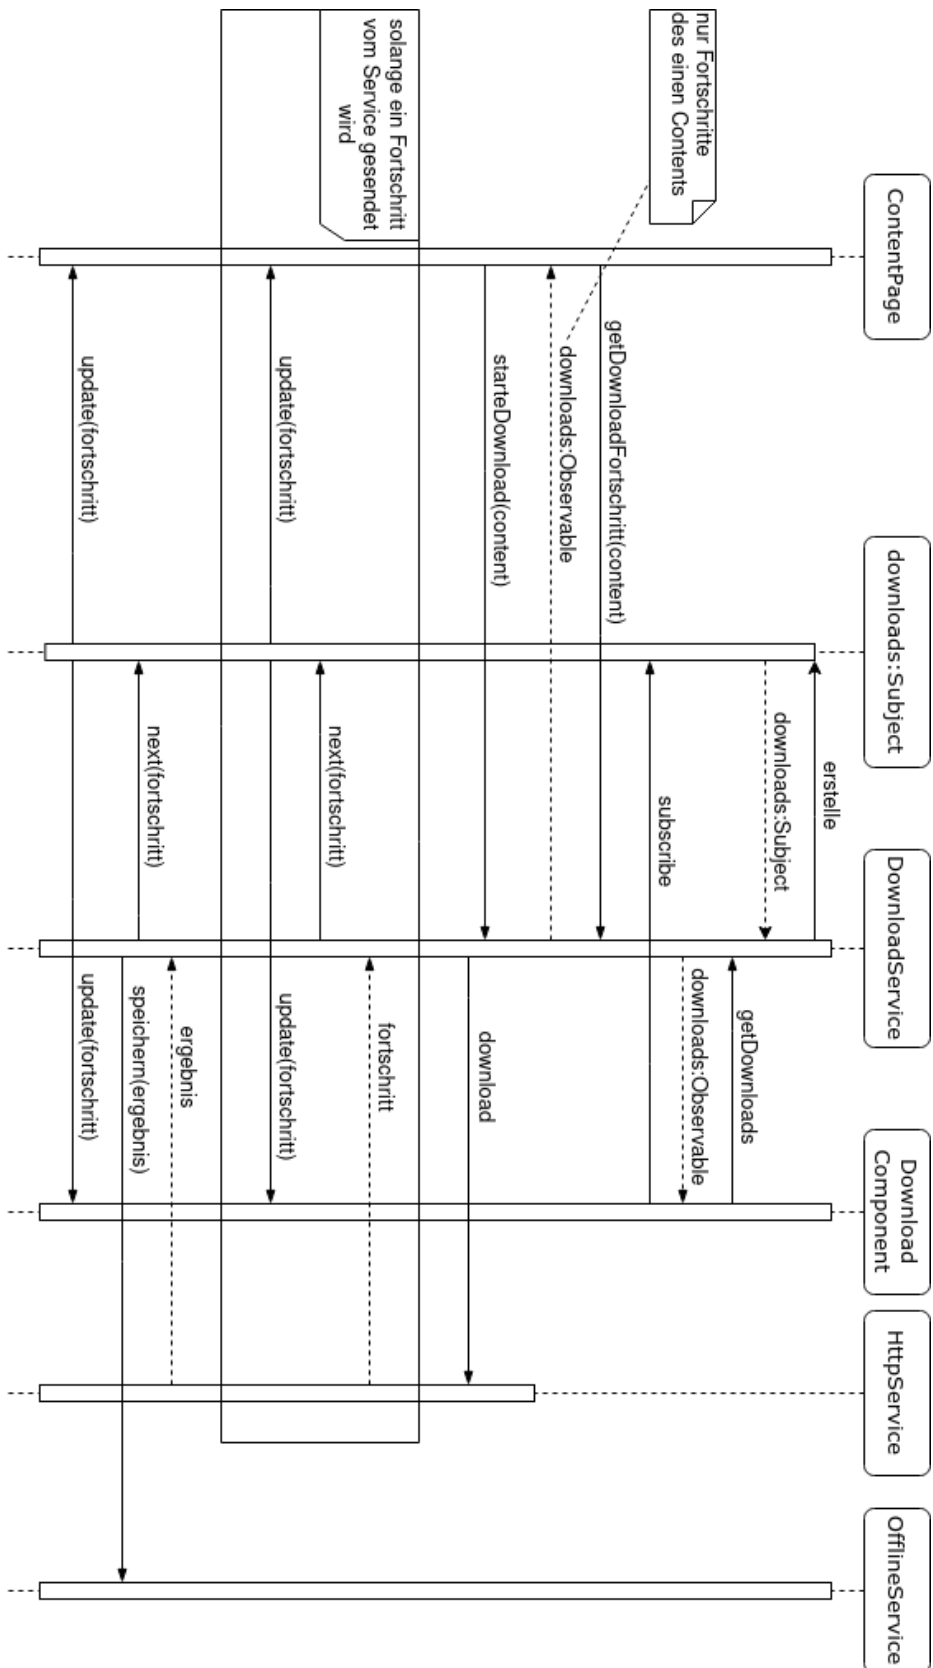 ContentPage
downloads::Subject
DownloadService
Download
Component
HttpService
OfflineService
erstelle
downloads:Subject
getDownloads
nur Fortschritte
des einen Contents
downloads:Observable
subscribe
getDownloadFortschritt(content)
downloads:Observable
starteDownload(content)
download
solange ein Fortschritt
vom Service gesendet
wird
fortschritt
next(fortschritt)
update(fortschritt)
update(fortschritt)
ergebnis
next(fortschritt)
speichern(ergebnis)
update(fortschritt)
update(fortschritt)